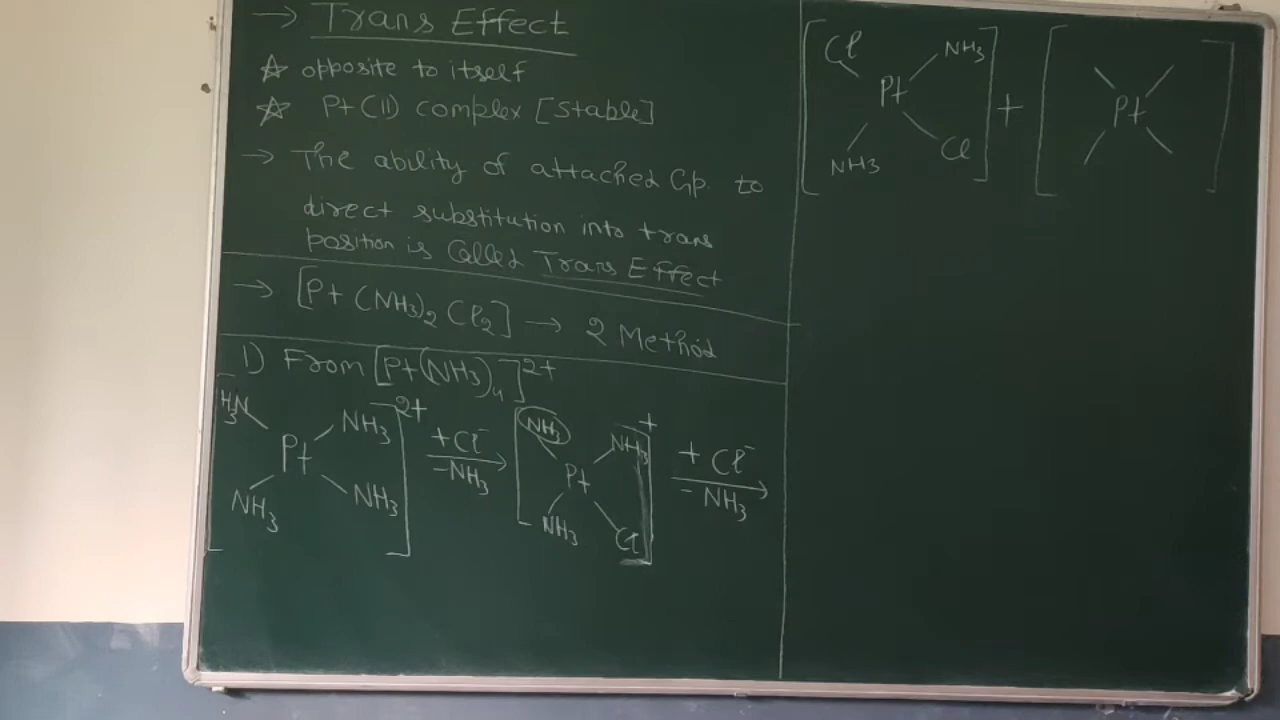 → Trans Effect
☆ opposite to itself
☆ Pt(II) complex [stable]
→ The ability of attached Gp. to
direct substitution into trans
position is Called Trans Effect
→ [Pt (NH₃)₂ Cl₂] → 2 Method
1) From [Pt(NH₃)₄]²⁺
H₃N NH₃ ]²⁺
Pt
NH₃ NH₃
+Cl⁻
-NH₃
[ NH₃ NH₃ ]⁺
Pt
NH₃ Cl
+ Cl⁻
- NH₃
[ Cl NH₃ ]
Pt
NH₃ Cl
+
[ Pt ]